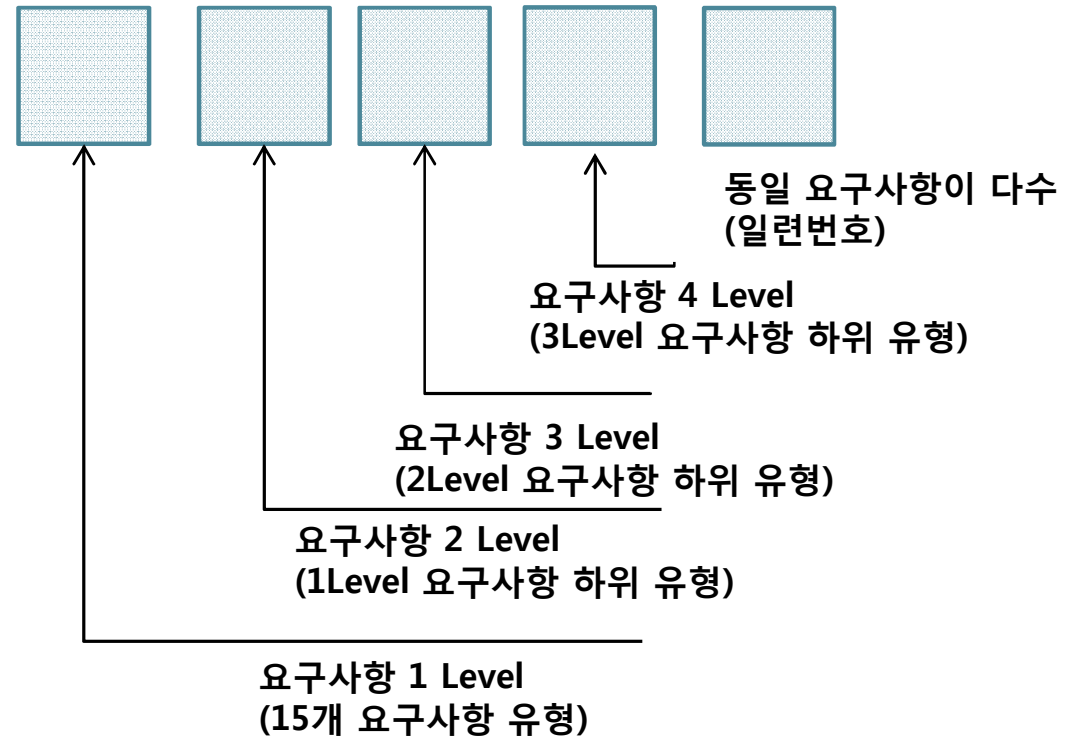 동일 요구사항이 다수
(일련번호)
요구사항 4 Level
(3Level 요구사항 하위 유형)
요구사항 3 Level
(2Level 요구사항 하위 유형)
요구사항 2 Level
(1Level 요구사항 하위 유형)
요구사항 1 Level
(15개 요구사항 유형)